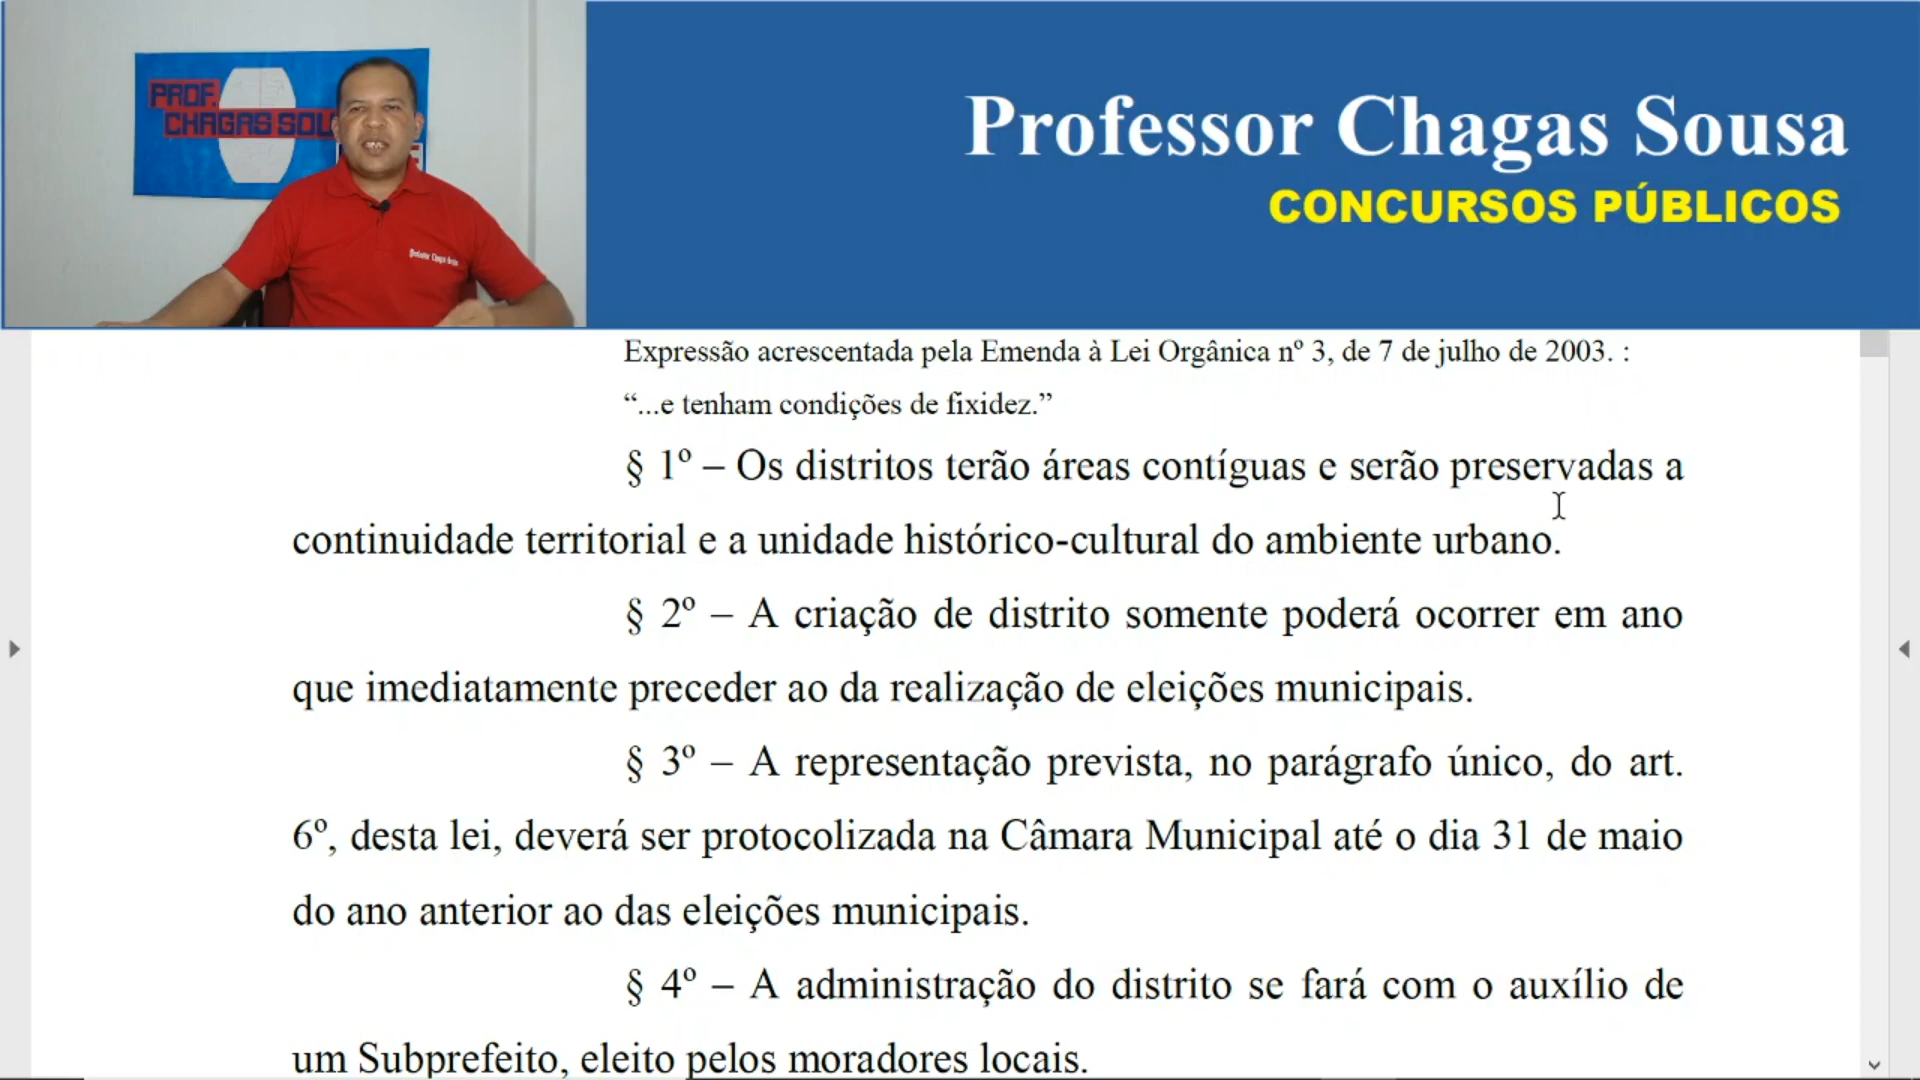 PROF.
CHAGAS SOU
Professor Chagas Sousa
CONCURSOS PÚBLICOS
Expressão acrescentada pela Emenda à Lei Orgânica nº 3, de 7 de julho de 2003. :
“...e tenham condições de fixidez.”
§ 1º – Os distritos terão áreas contíguas e serão preservadas a
continuidade territorial e a unidade histórico-cultural do ambiente urbano.
§ 2º – A criação de distrito somente poderá ocorrer em ano
que imediatamente preceder ao da realização de eleições municipais.
§ 3º – A representação prevista, no parágrafo único, do art.
6º, desta lei, deverá ser protocolizada na Câmara Municipal até o dia 31 de maio
do ano anterior ao das eleições municipais.
§ 4º – A administração do distrito se fará com o auxílio de
um Subprefeito, eleito pelos moradores locais.